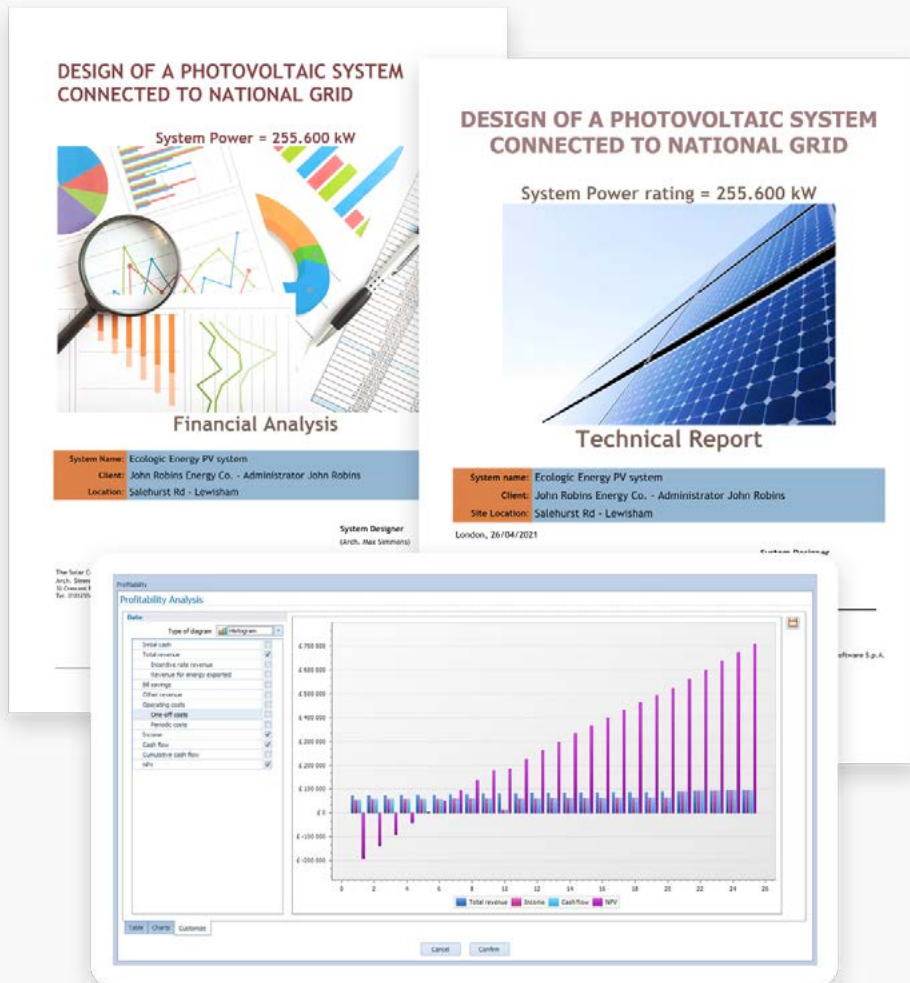 DESIGN OF A PHOTOVOLTAIC SYSTEM
CONNECTED TO NATIONAL GRID
System Power = 255.600 kW
Financial Analysis
System Name: Ecologic Energy PV system
Client: John Robins Energy Co. - Administrator John Robins
Location: Salehurst Rd - Lewisham
System Designer
(Arch. Max Simmons)
The Solar
DESIGN OF A PHOTOVOLTAIC SYSTEM
CONNECTED TO NATIONAL GRID
System Power rating = 255.600 kW
Technical Report
System name: Ecologic Energy PV system
Client: John Robins Energy Co. - Administrator John Robins
Site Location: Salehurst Rd - Lewisham
London, 26/04/2021
System Designer
S.p.A.
Profitability
Profitability Analysis
Data
Type of diagram Histogram
Initial cash
Total revenue
Incentive rate revenue
Revenue for energy exported
Bill savings
Other revenue
Operating costs
One-off costs
Periodic costs
Income
Cash flow
Cumulative cash flow
NPV
£ 700 000
£ 600 000
£ 500 000
£ 400 000
£ 300 000
£ 200 000
£ 100 000
£ 0
£ -100 000
£ -200 000
0 2 4 6 8 10 12 14 16 18 20 22 24 26
Total revenue Income Cash flow NPV
Table Charts Customize
Cancel Confirm